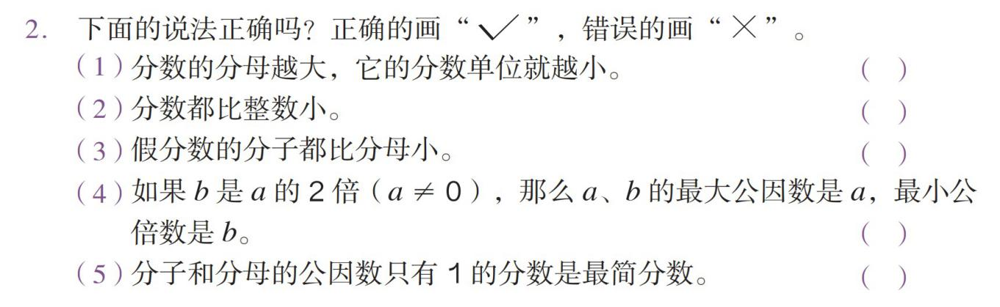 2. 下面的说法正确吗？正确的画“✓”，错误的画“×”。
（1）分数的分母越大，它的分数单位就越小。（ ）
（2）分数都比整数小。（ ）
（3）假分数的分子都比分母小。（ ）
（4）如果 b 是 a 的 2 倍（a ≠ 0），那么 a、b 的最大公因数是 a，最小公
倍数是 b。（ ）
（5）分子和分母的公因数只有 1 的分数是最简分数。（ ）